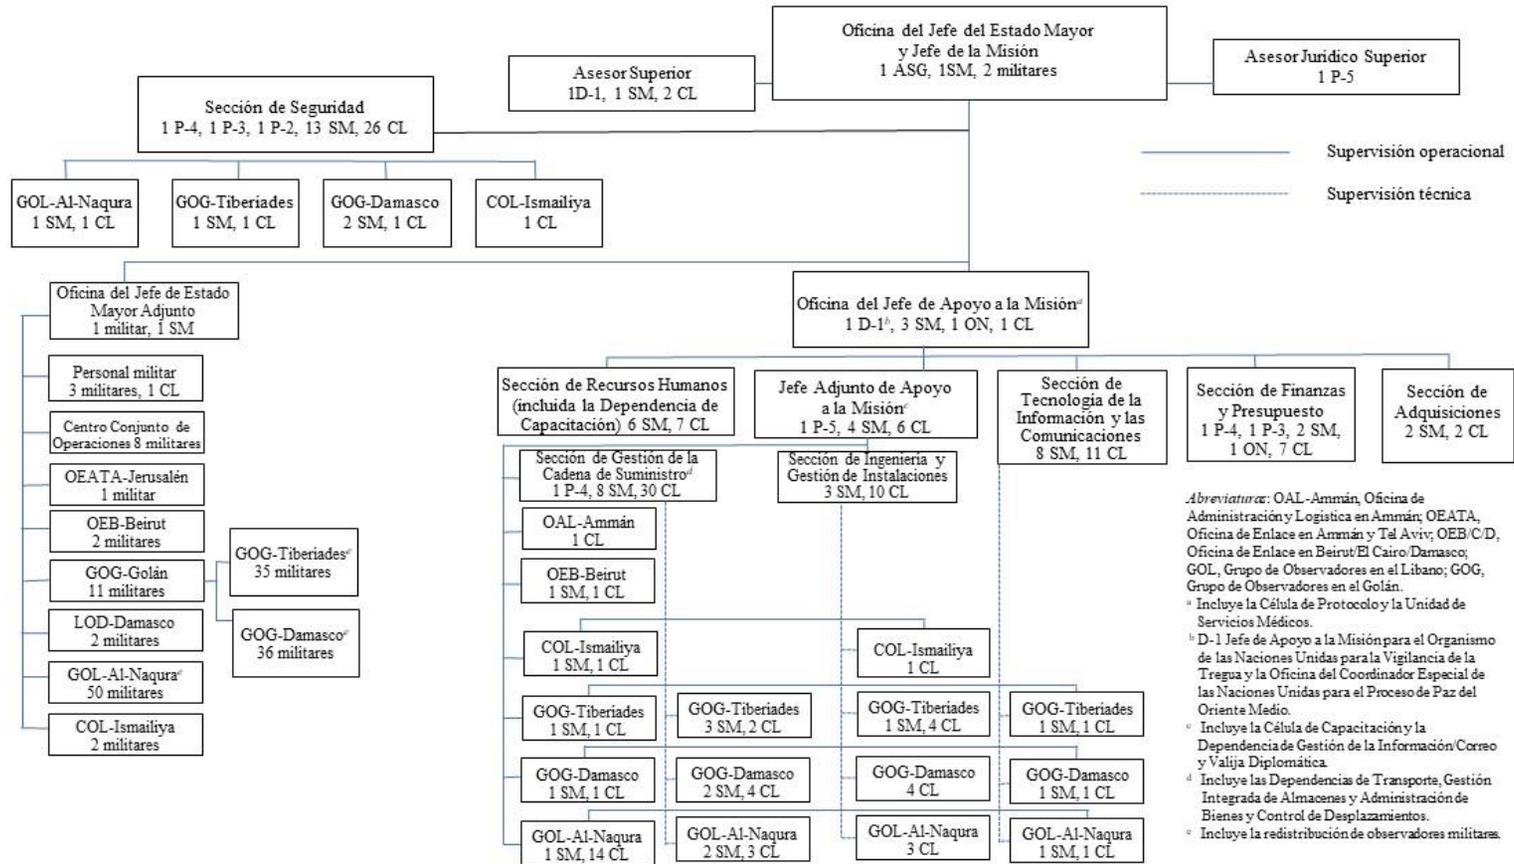 Oficina del Jefe del Estado Mayor
y Jefe de la Misión
1 ASG, 1SM, 2 militares
Asesor Superior
1D-1, 1 SM, 2 CL
Asesor Jurídico Superior
1 P-5
Sección de Seguridad
1 P-4, 1 P-3, 1 P-2, 13 SM, 26 CL
Supervisión operacional
Supervisión técnica
GOL-Al-Naqura
1 SM, 1 CL
GOG-Tiberiades
1 SM, 1 CL
GOG-Damasco
2 SM, 1 CL
COL-Ismailiya
1 CL
Oficina del Jefe de Estado
Mayor Adjunto
1 militar, 1 SM
Personal militar
3 militares, 1 CL
Centro Conjunto de
Operaciones 8 militares
OEATA-Jerusalén
1 militar
OEB-Beirut
2 militares
GOG-Golán
11 militares
LOD-Damasco
2 militares
GOL-Al-Naqura e
50 militares
COL-Ismailiya
2 militares
GOG-Tiberiades e
35 militares
GOG-Damasco e
36 militares
Oficina del Jefe de Apoyo a la Misión a
1 D-1 b, 3 SM, 1 ON, 1 CL
Sección de Recursos Humanos
(incluida la Dependencia de
Capacitación) 6 SM, 7 CL
Jefe Adjunto de Apoyo
a la Misión c
1 P-5, 4 SM, 6 CL
Sección de
Tecnología de la
Información y las
Comunicaciones
8 SM, 11 CL
Sección de Finanzas
y Presupuesto
1 P-4, 1 P-3, 2 SM,
1 ON, 7 CL
Sección de
Adquisiciones
2 SM, 2 CL
Sección de Gestión de la
Cadena de Suministro d
1 P-4, 8 SM, 30 CL
Sección de Ingeniería y
Gestión de Instalaciones
3 SM, 10 CL
OAL-Ammán
1 CL
OEB-Beirut
1 SM, 1 CL
COL-Ismailiya
1 SM, 1 CL
COL-Ismailiya
1 CL
GOG-Tiberiades
1 SM, 1 CL
GOG-Tiberiades
3 SM, 2 CL
GOG-Tiberiades
1 SM, 4 CL
GOG-Tiberiades
1 SM, 1 CL
GOG-Damasco
1 SM, 1 CL
GOG-Damasco
2 SM, 4 CL
GOG-Damasco
4 CL
GOG-Damasco
1 SM, 1 CL
GOL-Al-Naqura
1 SM, 14 CL
GOL-Al-Naqura
2 SM, 3 CL
GOL-Al-Naqura
3 CL
GOL-Al-Naqura
1 SM, 1 CL
Abreviaturas: OAL-Ammán, Oficina de
Administración y Logística en Ammán; OEATA,
Oficina de Enlace en Ammán y Tel Aviv; OEB/C/D,
Oficina de Enlace en Beirut/El Cairo/Damasco;
GOL, Grupo de Observadores en el Líbano; GOG,
Grupo de Observadores en el Golán.
a Incluye la Célula de Protocolo y la Unidad de
Servicios Médicos.
b D-1 Jefe de Apoyo a la Misión para el Organismo
de las Naciones Unidas para la Vigilancia de la
Tregua y la Oficina del Coordinador Especial de
las Naciones Unidas para el Proceso de Paz del
Oriente Medio.
c Incluye la Célula de Capacitación y la
Dependencia de Gestión de la Información/Correo
y Valija Diplomática.
d Incluye las Dependencias de Transporte, Gestión
Integrada de Almacenes y Administración de
Bienes y Control de Desplazamientos.
e Incluye la redistribución de observadores militares.